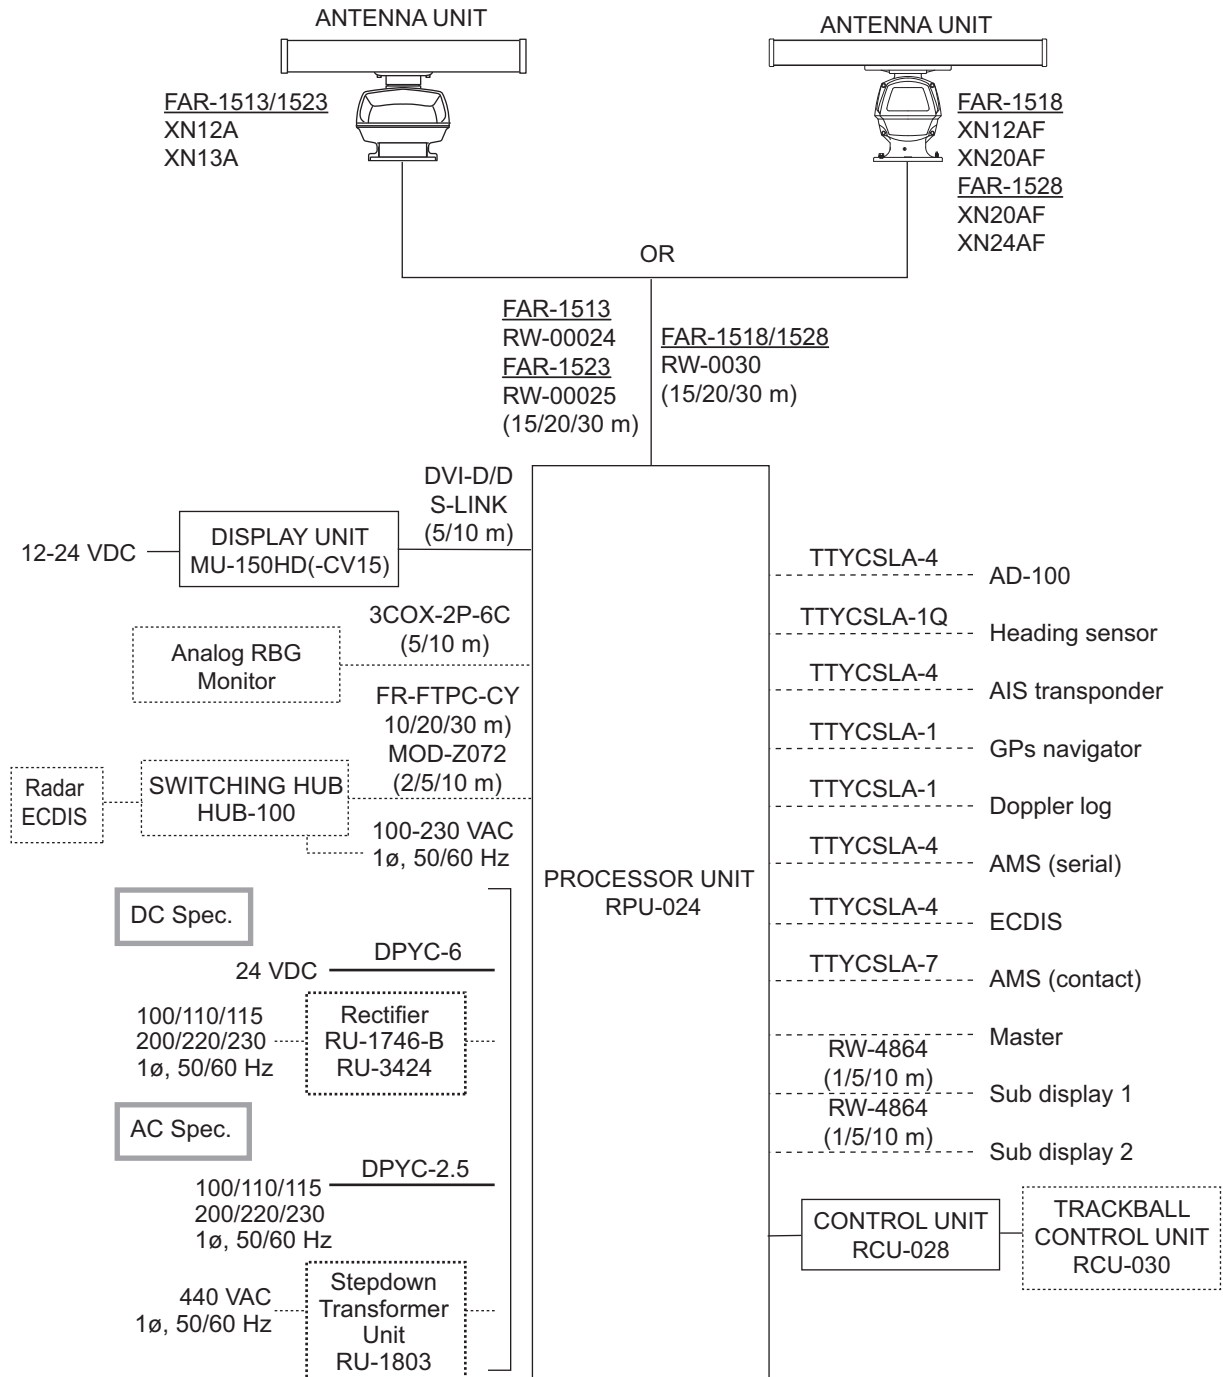 ANTENNA UNIT
ANTENNA UNIT
FAR-1513/1523
XN12A
XN13A
FAR-1518
XN12AF
XN20AF
FAR-1528
XN20AF
XN24AF
OR
FAR-1513
RW-00024
FAR-1523
RW-00025
(15/20/30 m)
FAR-1518/1528
RW-0030
(15/20/30 m)
DVI-D/D
S-LINK
(5/10 m)
12-24 VDC
DISPLAY UNIT
MU-150HD(-CV15)
3COX-2P-6C
(5/10 m)
Analog RBG
Monitor
FR-FTPC-CY
10/20/30 m)
MOD-Z072
(2/5/10 m)
Radar
ECDIS
SWITCHING HUB
HUB-100
100-230 VAC
1ø, 50/60 Hz
DC Spec.
DPYC-6
24 VDC
100/110/115
200/220/230
1ø, 50/60 Hz
Rectifier
RU-1746-B
RU-3424
AC Spec.
DPYC-2.5
100/110/115
200/220/230
1ø, 50/60 Hz
440 VAC
1ø, 50/60 Hz
Stepdown
Transformer
Unit
RU-1803
PROCESSOR UNIT
RPU-024
TTYCSLA-4
AD-100
TTYCSLA-1Q
Heading sensor
TTYCSLA-4
AIS transponder
TTYCSLA-1
GPs navigator
TTYCSLA-1
Doppler log
TTYCSLA-4
AMS (serial)
TTYCSLA-4
ECDIS
TTYCSLA-7
AMS (contact)
Master
RW-4864
(1/5/10 m)
Sub display 1
RW-4864
(1/5/10 m)
Sub display 2
CONTROL UNIT
RCU-028
TRACKBALL
CONTROL UNIT
RCU-030